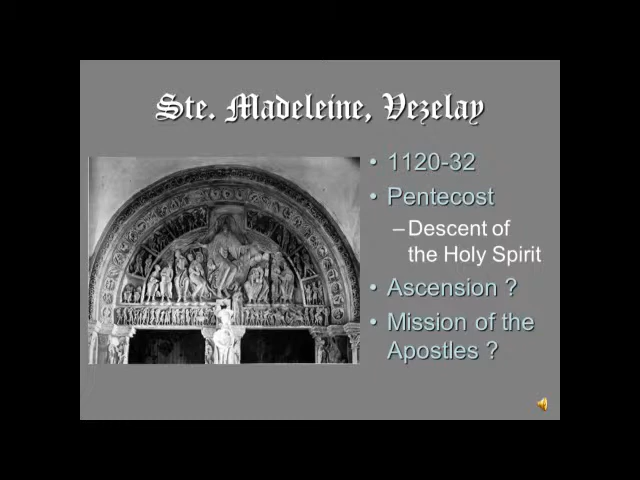 Ste. Madeleine, Vezelay
• 1120-32
• Pentecost
–Descent of
the Holy Spirit
• Ascension ?
• Mission of the
Apostles ?